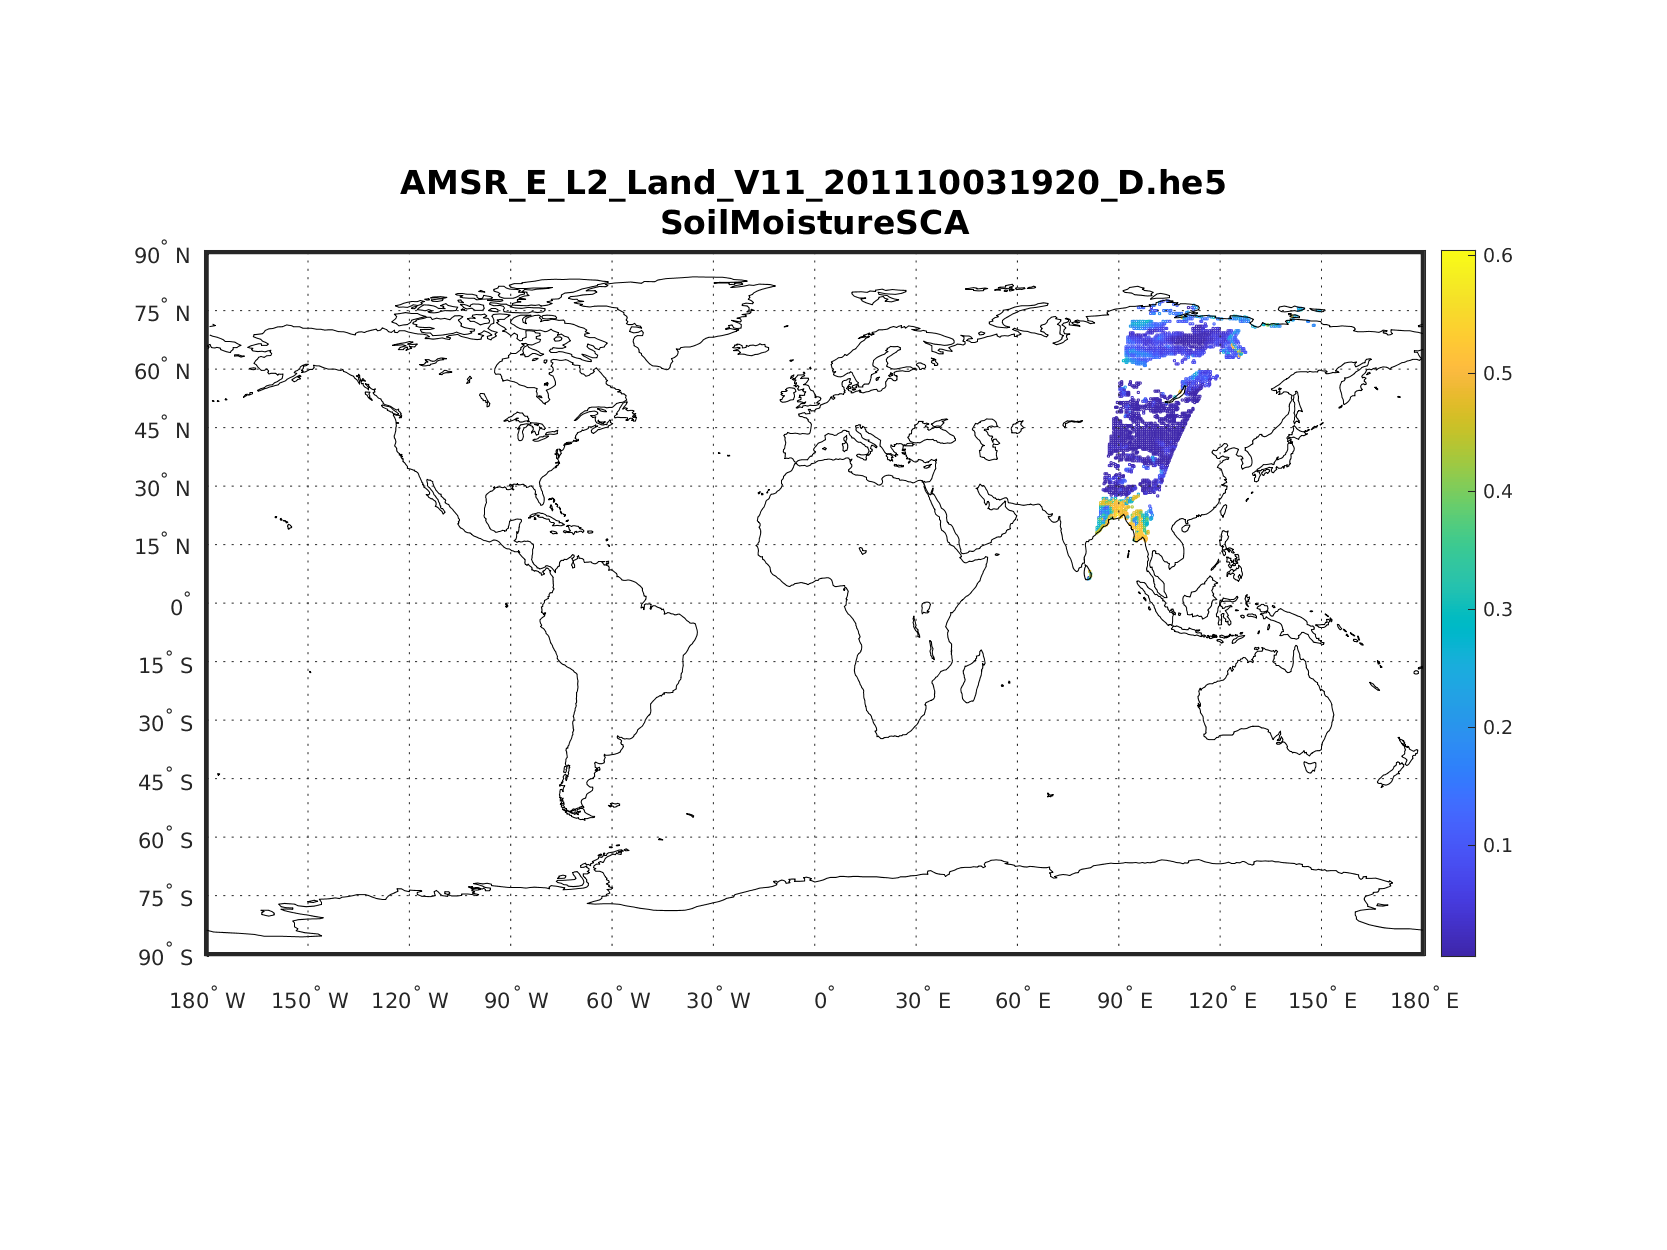 AMSR_E_L2_Land_V11_201110031920_D.he5
SoilMoistureSCA
90° N
75° N
60° N
45° N
30° N
15° N
0°
15° S
30° S
45° S
60° S
75° S
90° S
180° W 150° W 120° W 90° W 60° W 30° W 0° 30° E 60° E 90° E 120° E 150° E 180° E
0.6
0.5
0.4
0.3
0.2
0.1